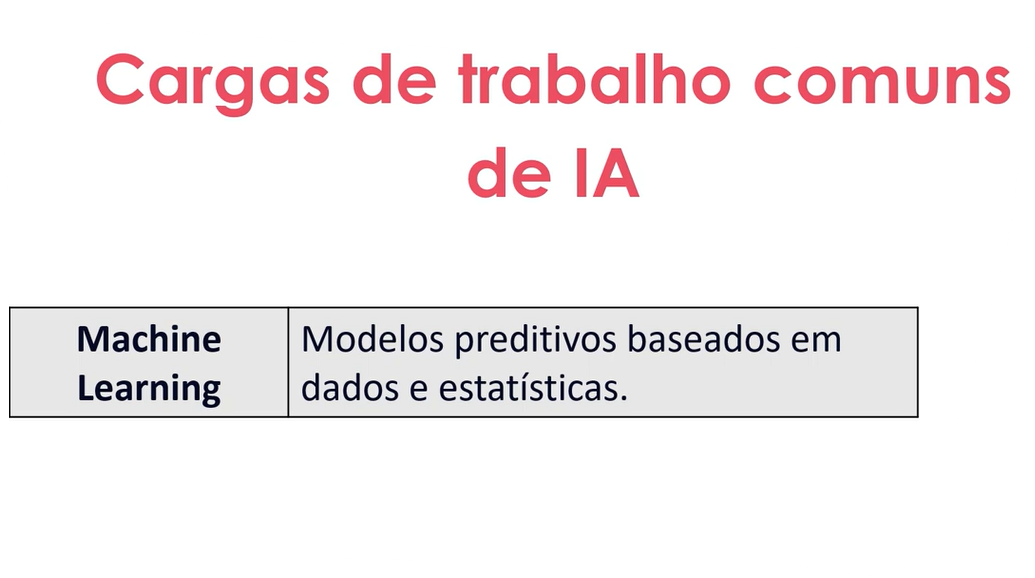 Cargas de trabalho comuns
de IA
Machine
Learning
Modelos preditivos baseados em
dados e estatísticas.